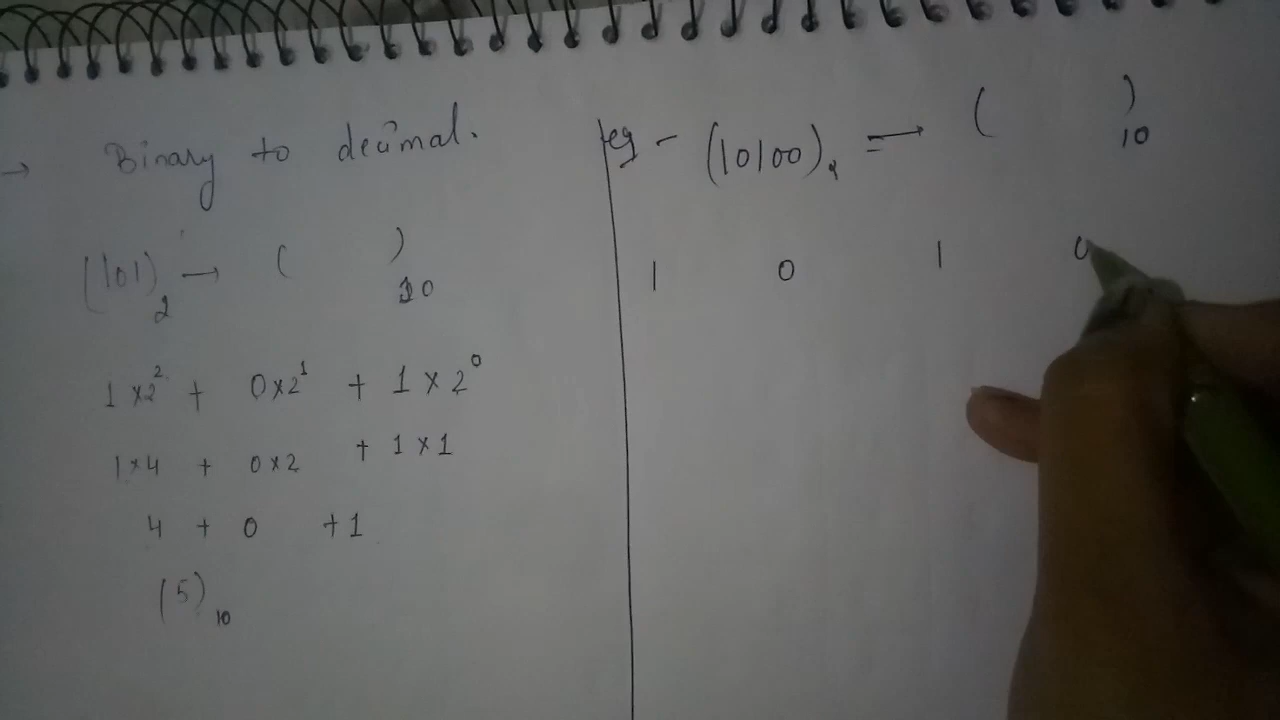 → Binary to decimal.
(101)₂ → ( )₁₀
1×2² + 0×2¹ + 1×2⁰
1×4 + 0×2 + 1×1
4 + 0 + 1
(5)₁₀
eg - (10100)₂ => ( )₁₀
1 0 1 0